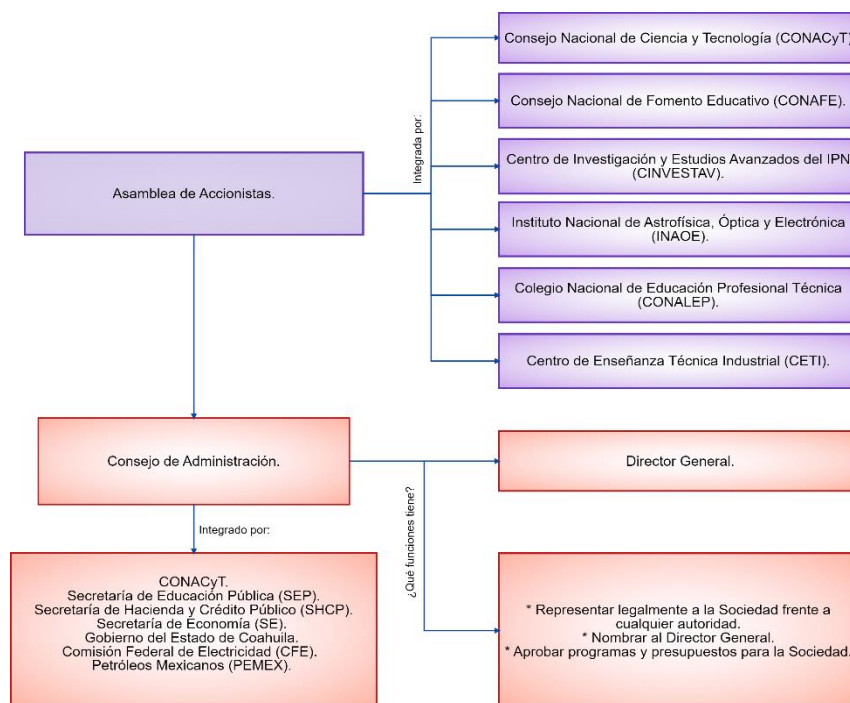 Consejo Nacional de Ciencia y Tecnología (CONACyT)
Consejo Nacional de Fomento Educativo (CONAFE).
Integrada por:
Centro de Investigación y Estudios Avanzados del IPN
(CINVESTAV).
Asamblea de Accionistas.
Instituto Nacional de Astrofísica, Óptica y Electrónica
(INAOE).
Colegio Nacional de Educación Profesional Técnica
(CONALEP).
Centro de Enseñanza Técnica Industrial (CETI).
Consejo de Administración.
Director General.
¿Qué funciones tiene?
Integrado por:
CONACyT.
Secretaría de Educación Pública (SEP).
Secretaría de Hacienda y Crédito Público (SHCP).
Secretaría de Economía (SE).
Gobierno del Estado de Coahuila.
Comisión Federal de Electricidad (CFE).
Petróleos Mexicanos (PEMEX).
* Representar legalmente a la Sociedad frente a
cualquier autoridad.
* Nombrar al Director General.
* Aprobar programas y presupuestos para la Sociedad.